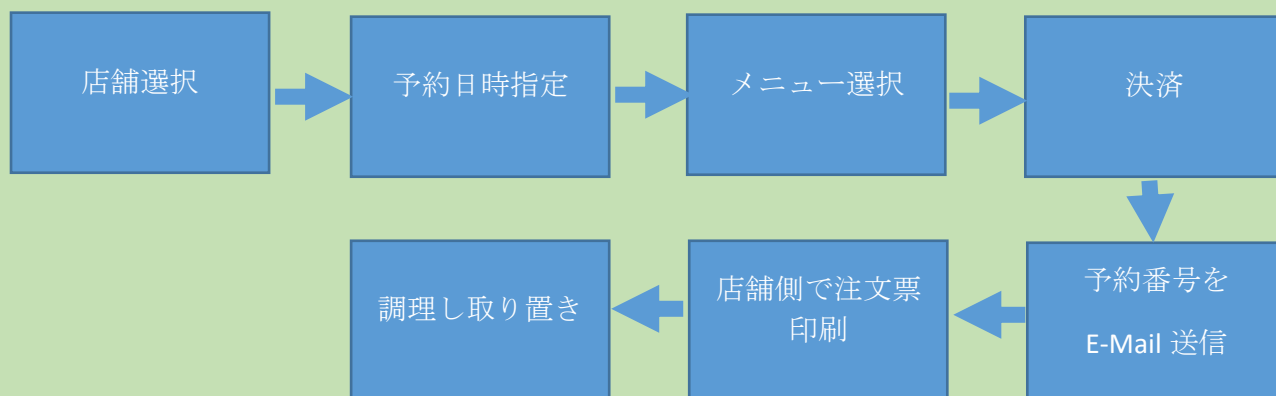 店舗選択
予約日時指定
メニュー選択
決済
予約番号を
E-Mail 送信
店舗側で注文票
印刷
調理し取り置き